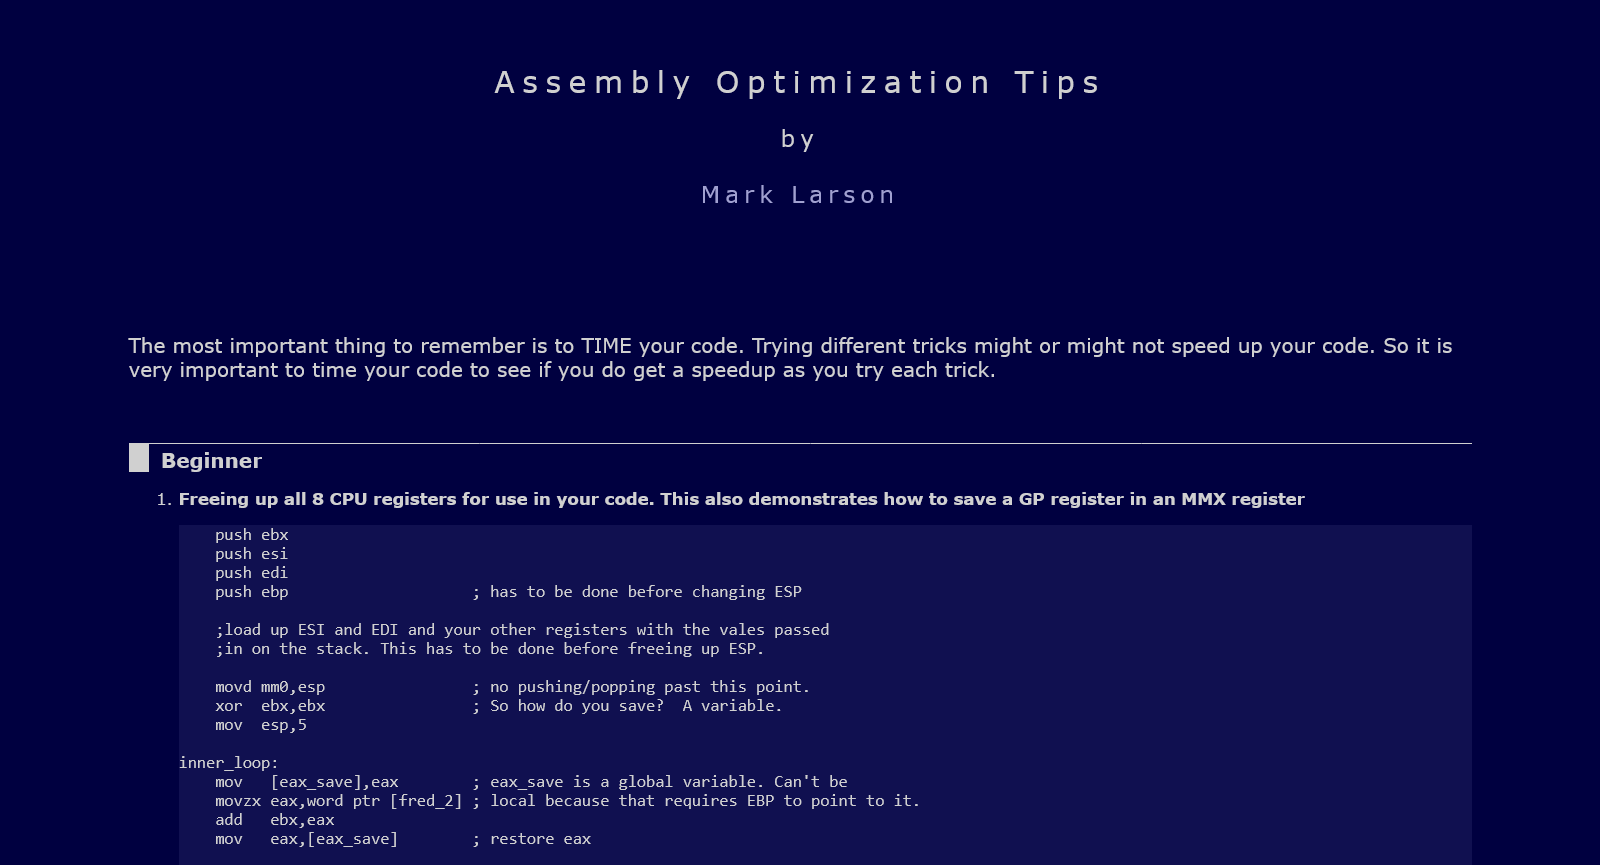 Assembly Optimization Tips
by
Mark Larson
The most important thing to remember is to TIME your code. Trying different tricks might or might not speed up your code. So it is
very important to time your code to see if you do get a speedup as you try each trick.
Beginner
1. Freeing up all 8 CPU registers for use in your code. This also demonstrates how to save a GP register in an MMX register
    push ebx
    push esi
    push edi
    push ebp                    ; has to be done before changing ESP
    ;load up ESI and EDI and your other registers with the vales passed
    ;in on the stack. This has to be done before freeing up ESP.
    movd mm0,esp                ; no pushing/popping past this point.
    xor  ebx,ebx                ; So how do you save?  A variable.
    mov  esp,5
inner_loop:
    mov   [eax_save],eax        ; eax_save is a global variable. Can't be
    movzx eax,word ptr [fred_2] ; local because that requires EBP to point to it.
    add   ebx,eax
    mov   eax,[eax_save]        ; restore eax